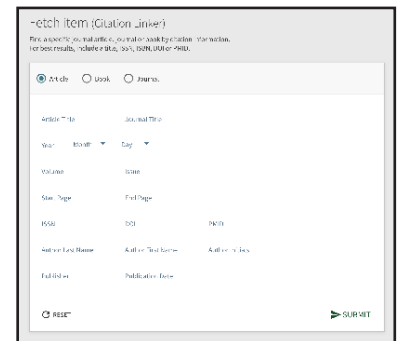 Fetch Item (Citation Linker)
Find a specific journal article, journal or book by citation information.
For best results, include a title, ISSN, ISBN, DOI or PMID.
Article Book Journal
Article Title Journal Title
Year Month Day
Volume Issue
Start Page End Page
ISSN DOI PMID
Author Last Name Author First Name Author Initials
Publisher Publication Date
RESET SUBMIT